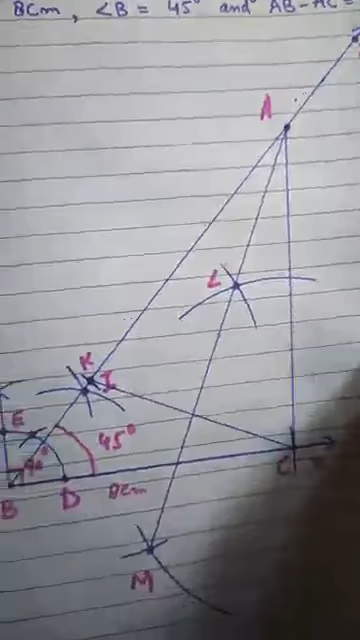 8cm, ∠B = 45° and AB-AC =
A
L
K
I
E
45°
90°
C
B
D
8cm
M